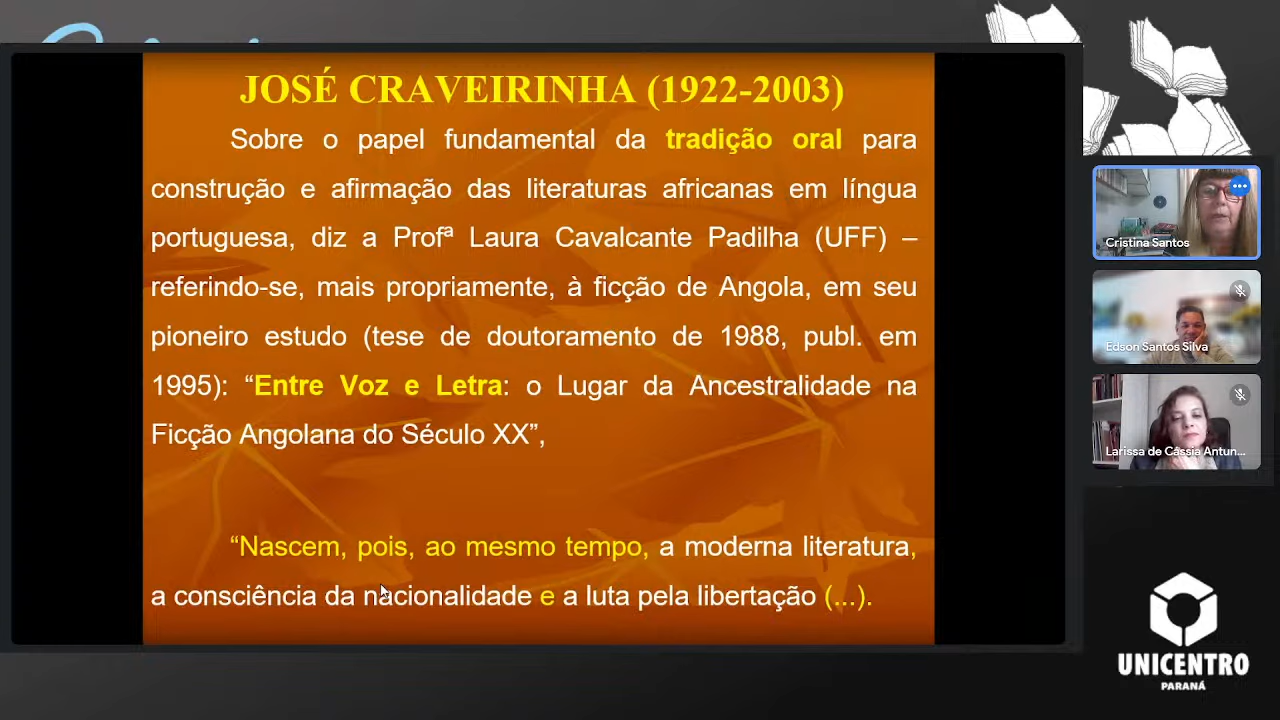 JOSÉ CRAVEIRINHA (1922-2003)
Sobre o papel fundamental da tradição oral para
construção e afirmação das literaturas africanas em língua
portuguesa, diz a Profª Laura Cavalcante Padilha (UFF) –
referindo-se, mais propriamente, à ficção de Angola, em seu
pioneiro estudo (tese de doutoramento de 1988, publ. em
1995): “Entre Voz e Letra: o Lugar da Ancestralidade na
Ficção Angolana do Século XX”,
“Nascem, pois, ao mesmo tempo, a moderna literatura,
a consciência da nacionalidade e a luta pela libertação (...).
Cristina Santos
Edson Santos Silva
Larissa de Cássia Antun...
UNICENTRO
PARANÁ